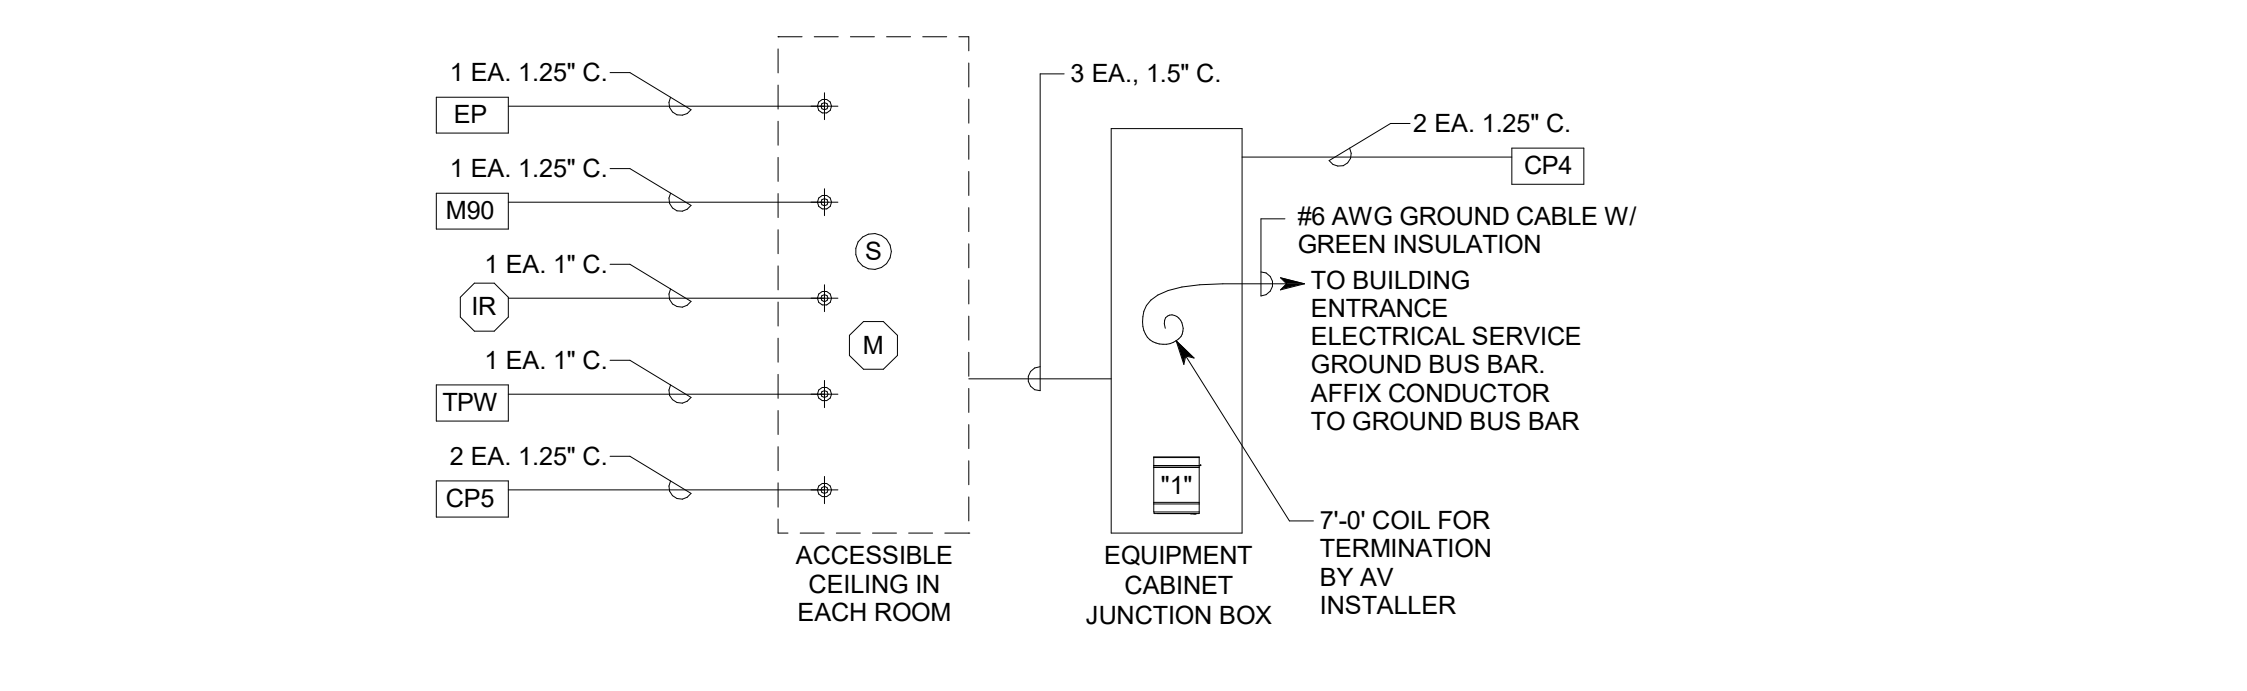 1 EA. 1.25" C.
EP
1 EA. 1.25" C.
M90
1 EA. 1" C.
IR
1 EA. 1" C.
TPW
2 EA. 1.25" C.
CP5
S
M
ACCESSIBLE
CEILING IN
EACH ROOM
3 EA., 1.5" C.
"1"
EQUIPMENT
CABINET
JUNCTION BOX
2 EA. 1.25" C.
CP4
#6 AWG GROUND CABLE W/
GREEN INSULATION
TO BUILDING
ENTRANCE
ELECTRICAL SERVICE
GROUND BUS BAR.
AFFIX CONDUCTOR
TO GROUND BUS BAR
7'-0' COIL FOR
TERMINATION
BY AV
INSTALLER